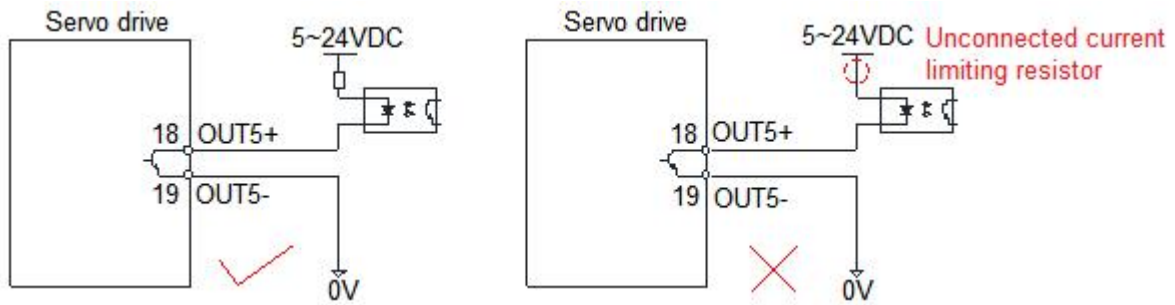 Servo drive
5~24VDC
18 OUT5+
19 OUT5-
0V
Servo drive
5~24VDC
Unconnected current
limiting resistor
18 OUT5+
19 OUT5-
0V